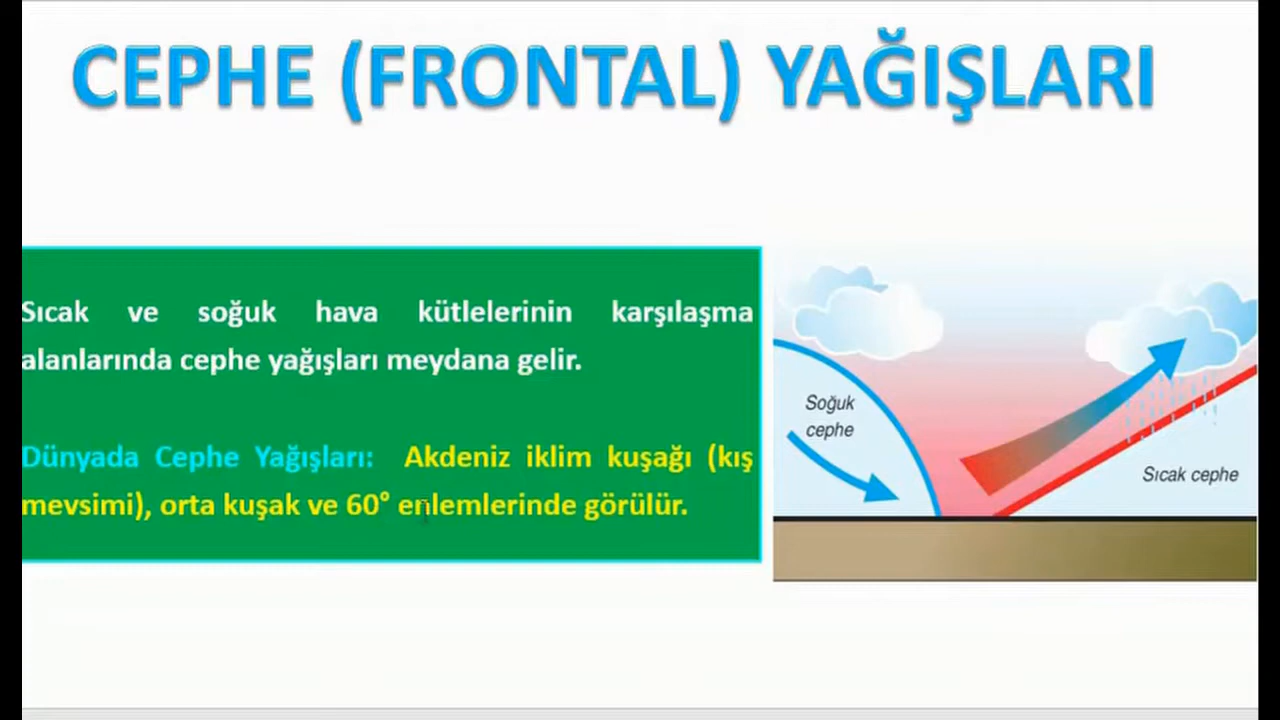 CEPHE (FRONTAL) YAĞIŞLARI
Sıcak ve soğuk hava kütlelerinin karşılaşma
alanlarında cephe yağışları meydana gelir.
Dünyada Cephe Yağışları: Akdeniz iklim kuşağı (kış
mevsimi), orta kuşak ve 60° enlemlerinde görülür.
Soğuk
cephe
Sıcak cephe